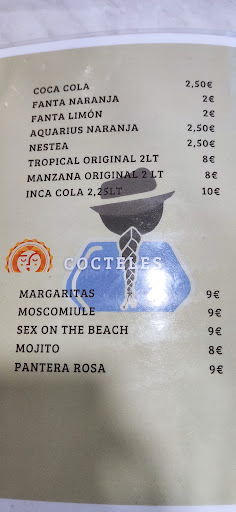 COCA COLA 2,50€
FANTA NARANJA 2€
FANTA LIMÓN 2€
AQUARIUS NARANJA 2,50€
NESTEA 2,50€
TROPICAL ORIGINAL 2LT 8€
MANZANA ORIGINAL 2 LT 8€
INCA COLA 2,25LT 10€
COCTELES
MARGARITAS 9€
MOSCOMIULE 9€
SEX ON THE BEACH 9€
MOJITO 8€
PANTERA ROSA 9€